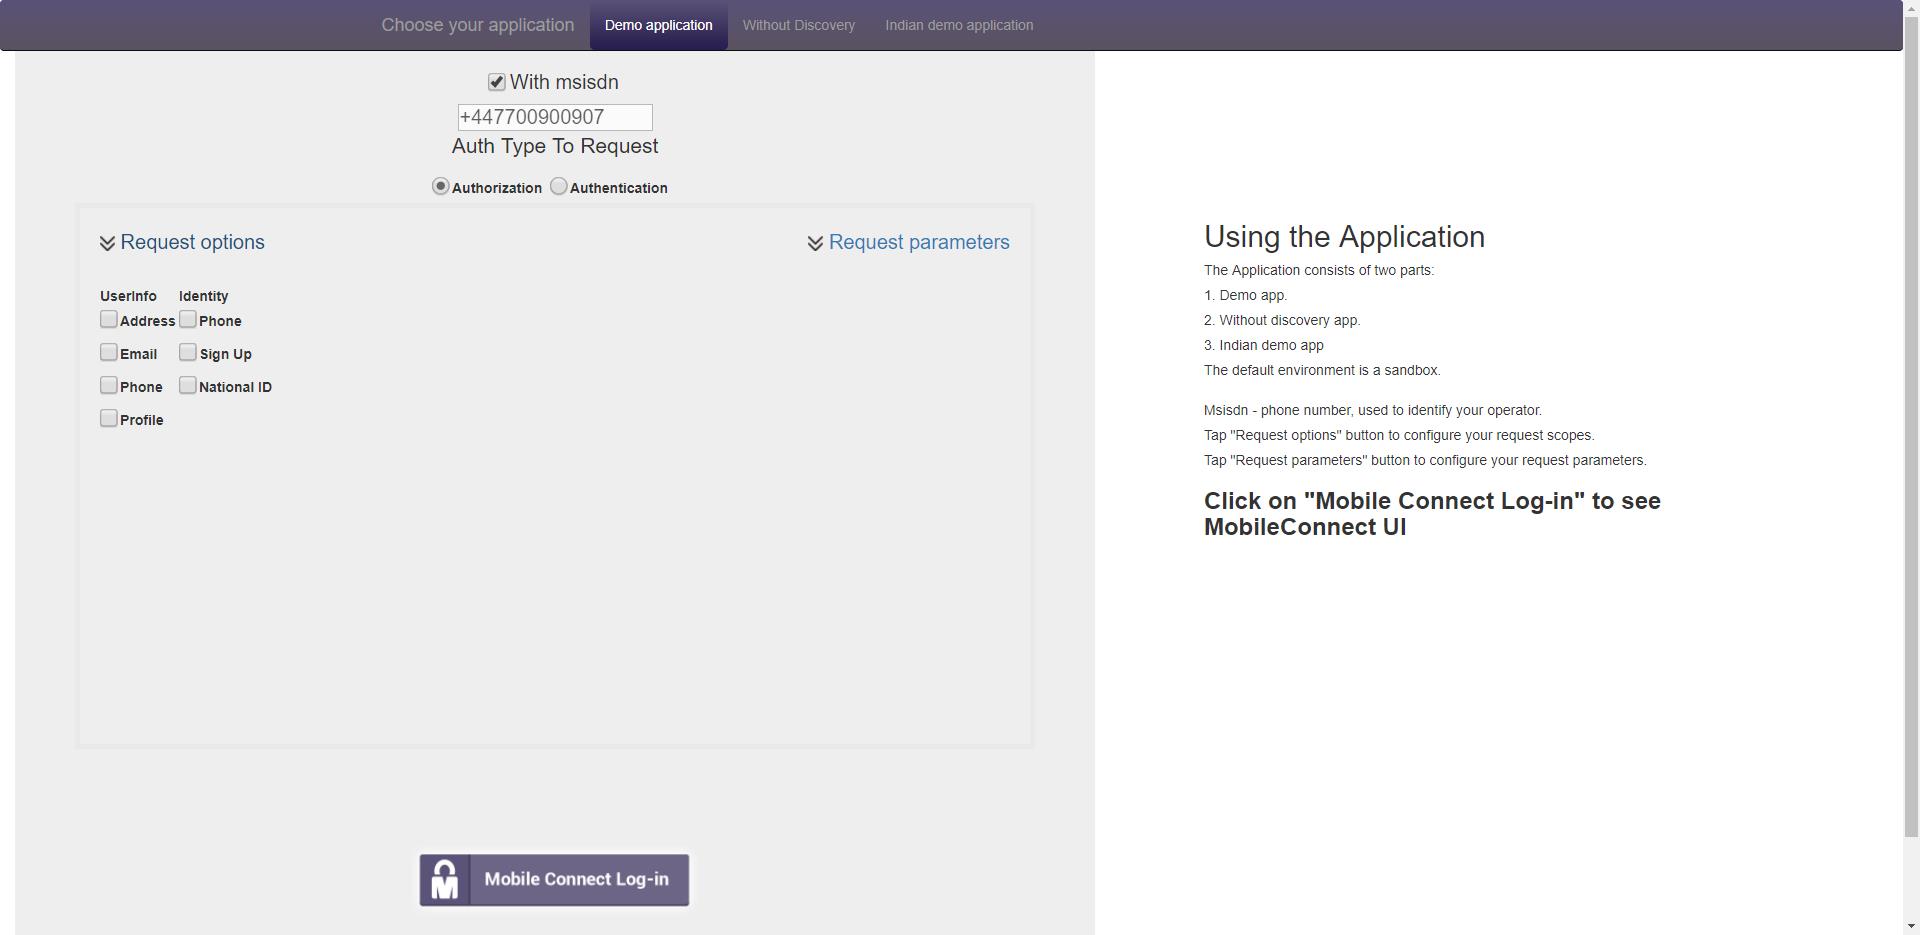 Choose your application Demo application Without Discovery Indian demo application
With msisdn
+447700900907
Auth Type To Request
Authorization Authentication
Request options Request parameters
UserInfo Identity
Address Phone
Email Sign Up
Phone National ID
Profile
Mobile Connect Log-in
Using the Application
The Application consists of two parts:
1. Demo app.
2. Without discovery app.
3. Indian demo app
The default environment is a sandbox.
Msisdn - phone number, used to identify your operator.
Tap "Request options" button to configure your request scopes.
Tap "Request parameters" button to configure your request parameters.
Click on "Mobile Connect Log-in" to see
MobileConnect UI